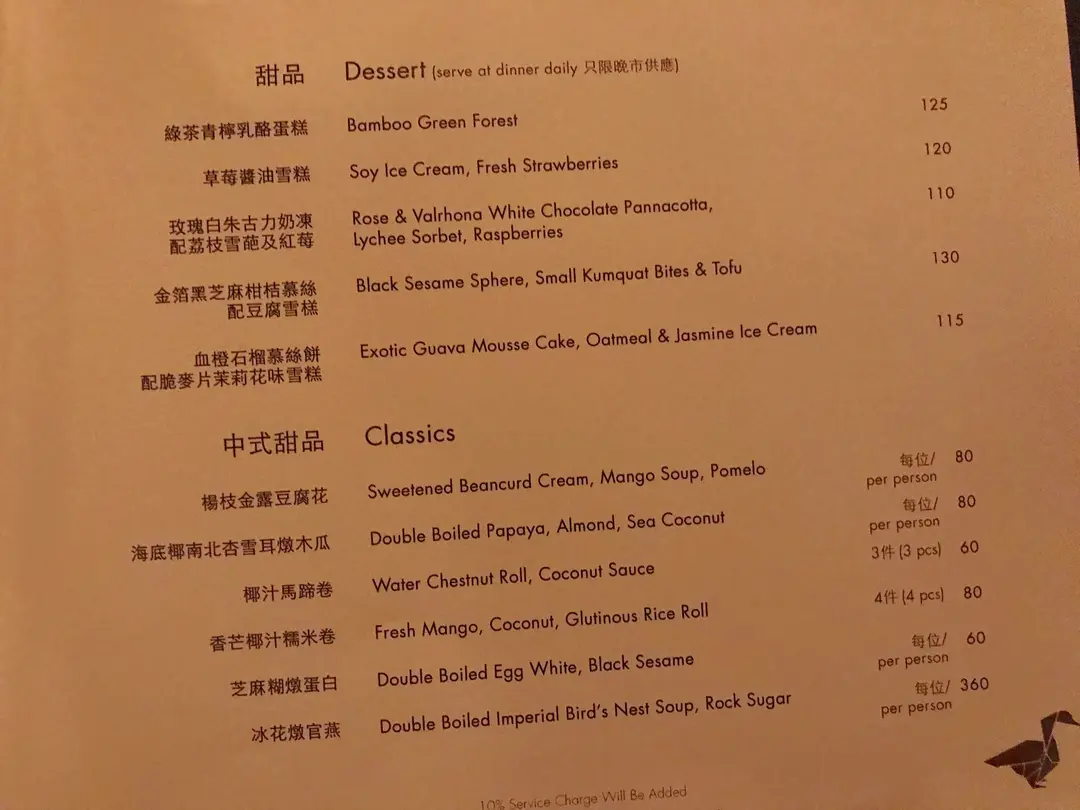 甜品 Dessert (serve at dinner daily 只限晚市供應)
綠茶青檸乳酪蛋糕 Bamboo Green Forest 125
草莓醬油雪糕 Soy Ice Cream, Fresh Strawberries 120
玫瑰白朱古力奶凍 Rose & Valrhona White Chocolate Pannacotta, 110
配荔枝雪葩及紅莓 Lychee Sorbet, Raspberries
金箔黑芝麻柑桔慕絲 Black Sesame Sphere, Small Kumquat Bites & Tofu 130
配豆腐雪糕
血橙石榴慕絲餅 Exotic Guava Mousse Cake, Oatmeal & Jasmine Ice Cream 115
配脆麥片茉莉花味雪糕
中式甜品 Classics
楊枝金露豆腐花 Sweetened Beancurd Cream, Mango Soup, Pomelo 每位/ 80
per person
海底椰南北杏雪耳燉木瓜 Double Boiled Papaya, Almond, Sea Coconut 每位/ 80
per person
椰汁馬蹄卷 Water Chestnut Roll, Coconut Sauce 3件 (3 pcs) 60
香芒椰汁糯米卷 Fresh Mango, Coconut, Glutinous Rice Roll 4件 (4 pcs) 80
芝麻糊燉蛋白 Double Boiled Egg White, Black Sesame 每位/ 60
per person
冰花燉官燕 Double Boiled Imperial Bird's Nest Soup, Rock Sugar 每位/ 360
per person
10% Service Charge Will Be Added